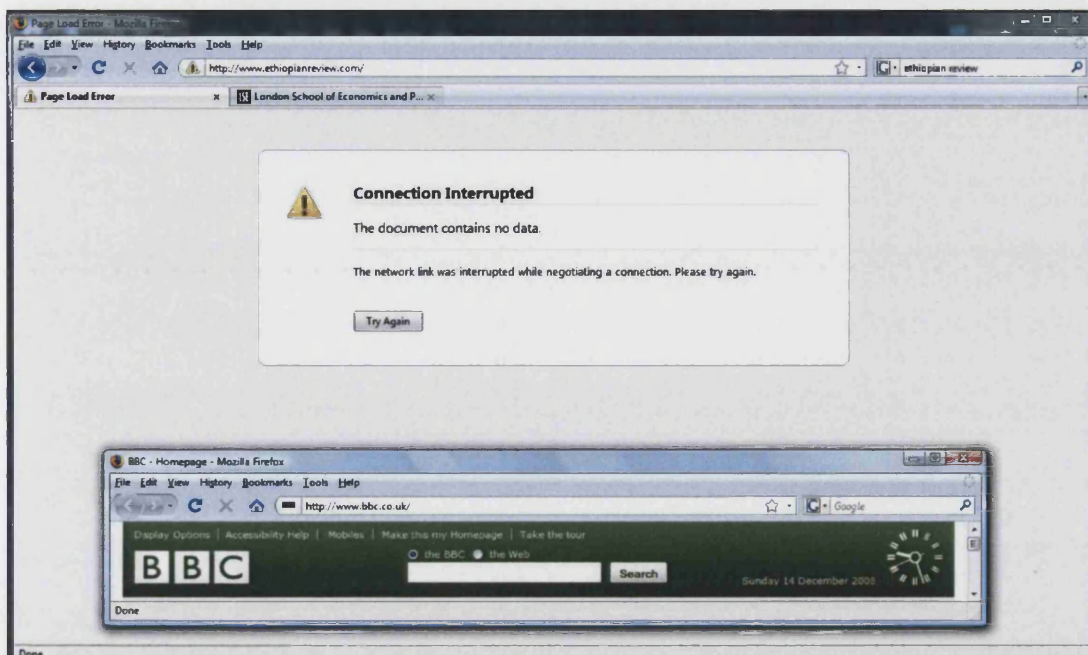 Page Load Error - Mozilla Firefox
File Edit View History Bookmarks Tools Help
http://www.ethiopianreview.com/ G ethiopian review
Page Load Error x LSE London School of Economics and P... x
Connection Interrupted
The document contains no data.
The network link was interrupted while negotiating a connection. Please try again.
Try Again
BBC - Homepage - Mozilla Firefox
File Edit View History Bookmarks Tools Help
http://www.bbc.co.uk/ G Google
Display Options | Accessibility Help | Mobiles | Make this my Homepage | Take the tour
BBC
the BBC the Web
Search
Sunday 14 December 2008
Done
Done